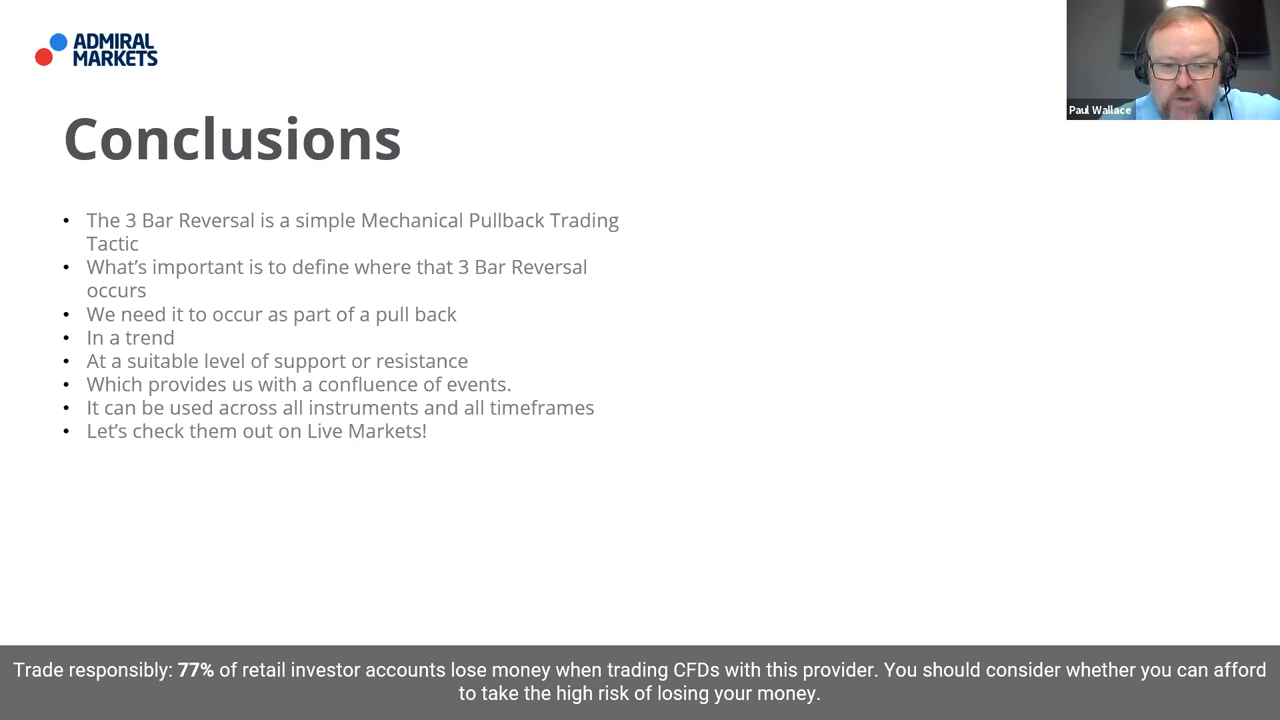 ADMIRAL
MARKETS
Paul Wallace
Conclusions
• The 3 Bar Reversal is a simple Mechanical Pullback Trading
Tactic
• What’s important is to define where that 3 Bar Reversal
occurs
• We need it to occur as part of a pull back
• In a trend
• At a suitable level of support or resistance
• Which provides us with a confluence of events.
• It can be used across all instruments and all timeframes
• Let’s check them out on Live Markets!
Trade responsibly: 77% of retail investor accounts lose money when trading CFDs with this provider. You should consider whether you can afford
to take the high risk of losing your money.